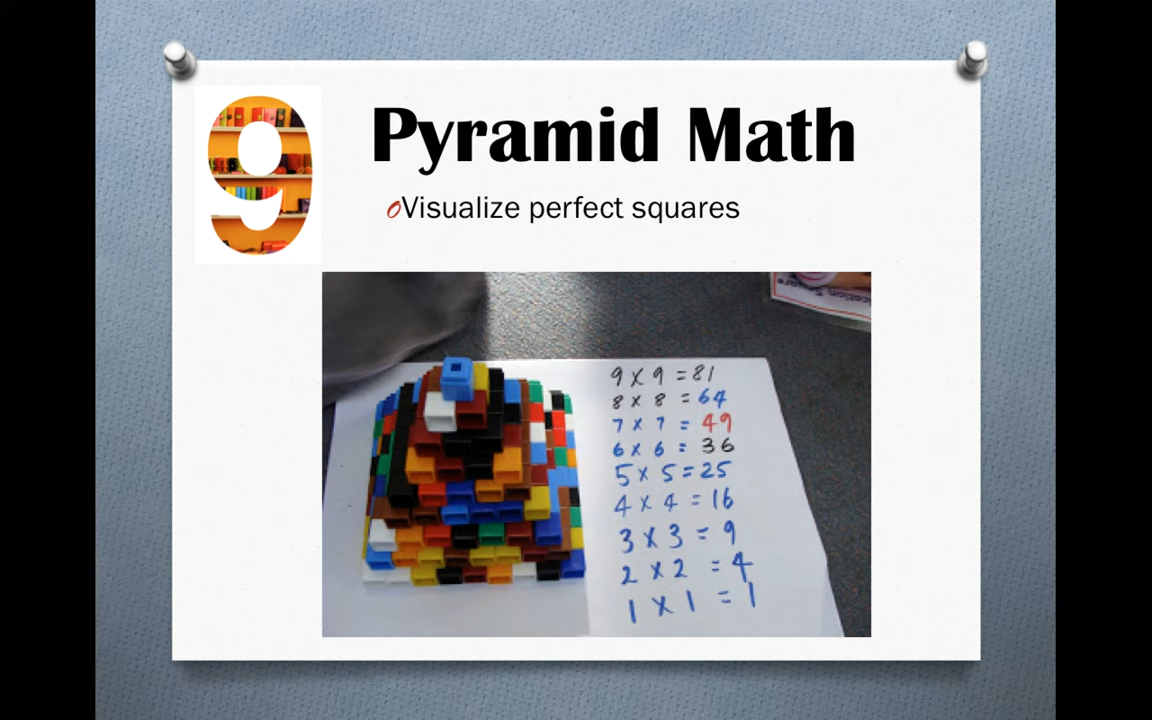 9
Pyramid Math
Visualize perfect squares
9 x 9 = 81
8 x 8 = 64
7 x 7 = 49
6 x 6 = 36
5 x 5 = 25
4 x 4 = 16
3 x 3 = 9
2 x 2 = 4
1 x 1 = 1